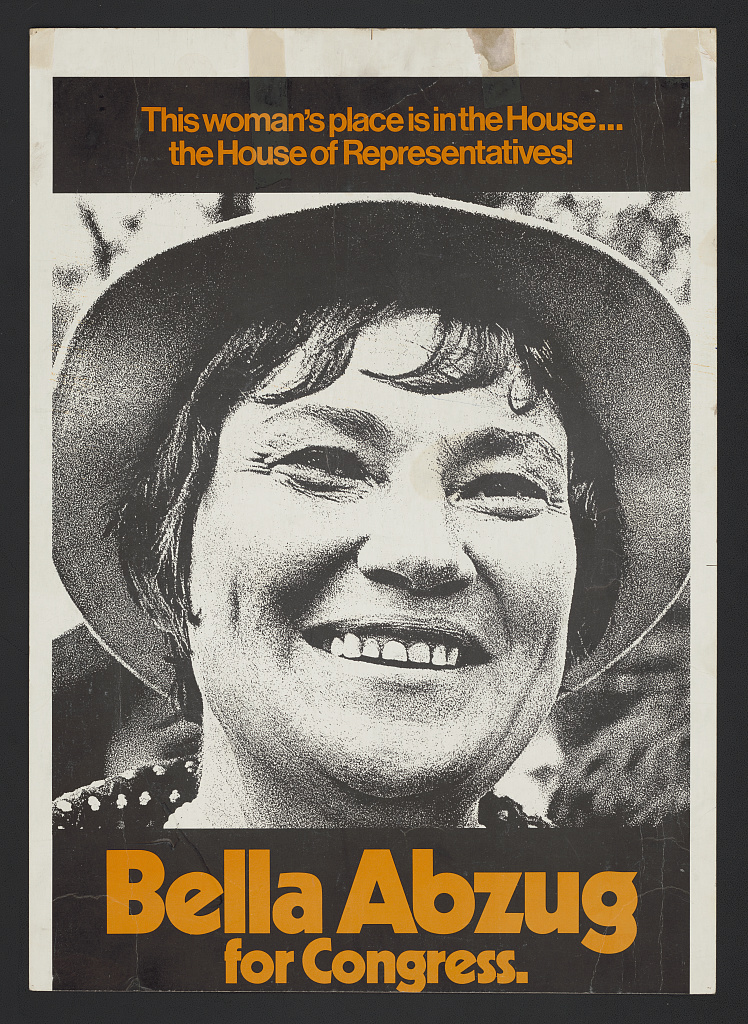 This woman's place is in the House...
the House of Representatives!
Bella Abzug
for Congress.